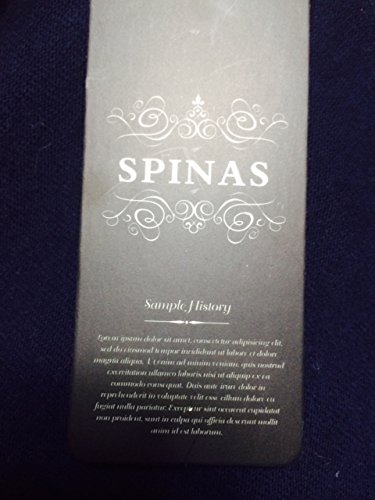 SPINAS
Sample History
Lorem ipsum dolor sit amet, consectetur adipisicing elit,
sed do eiusmod tempor incididunt ut labore et dolore
magna aliqua. Ut enim ad minim veniam, quis nostrud
exercitation ullamco laboris nisi ut aliquip ex ea
commodo consequat. Duis aute irure dolor in
reprehenderit in voluptate velit esse cillum dolore eu
fugiat nulla pariatur. Excepteur sint occaecat cupidatat
non proident, sunt in culpa qui officia deserunt mollit
anim id est laborum.